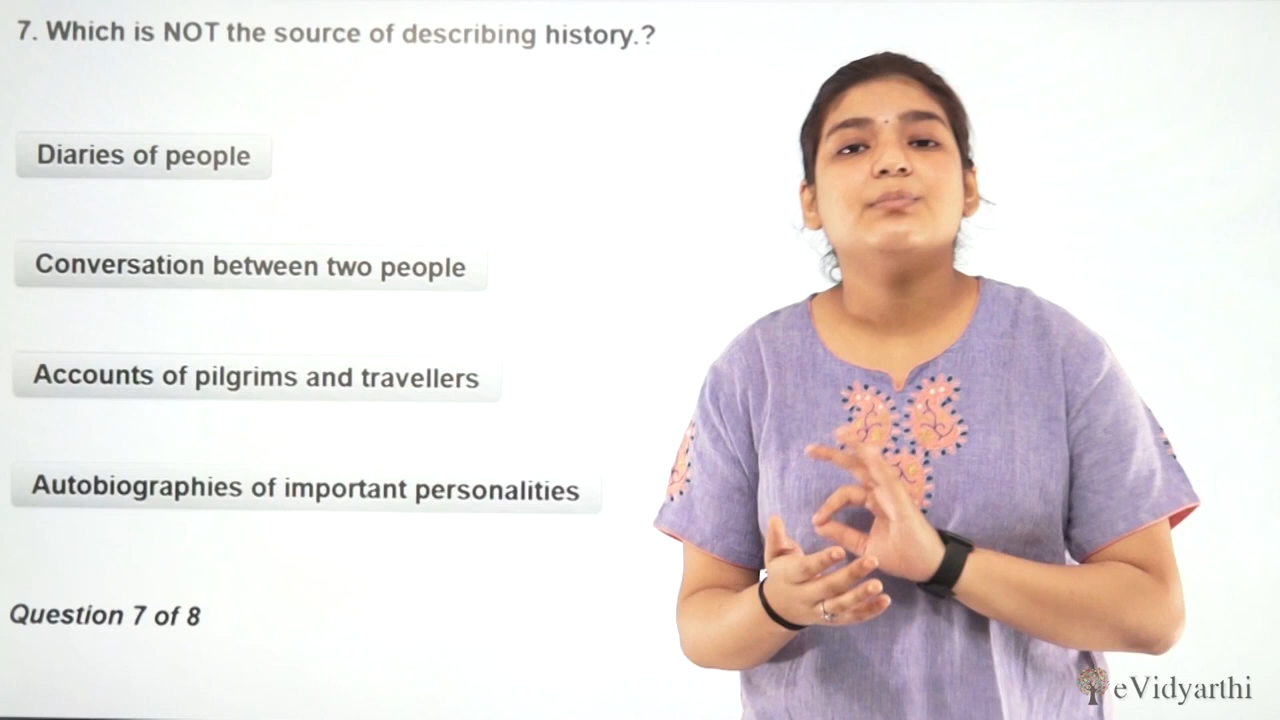 7. Which is NOT the source of describing history.?
Diaries of people
Conversation between two people
Accounts of pilgrims and travellers
Autobiographies of important personalities
Question 7 of 8
eVidyarthi